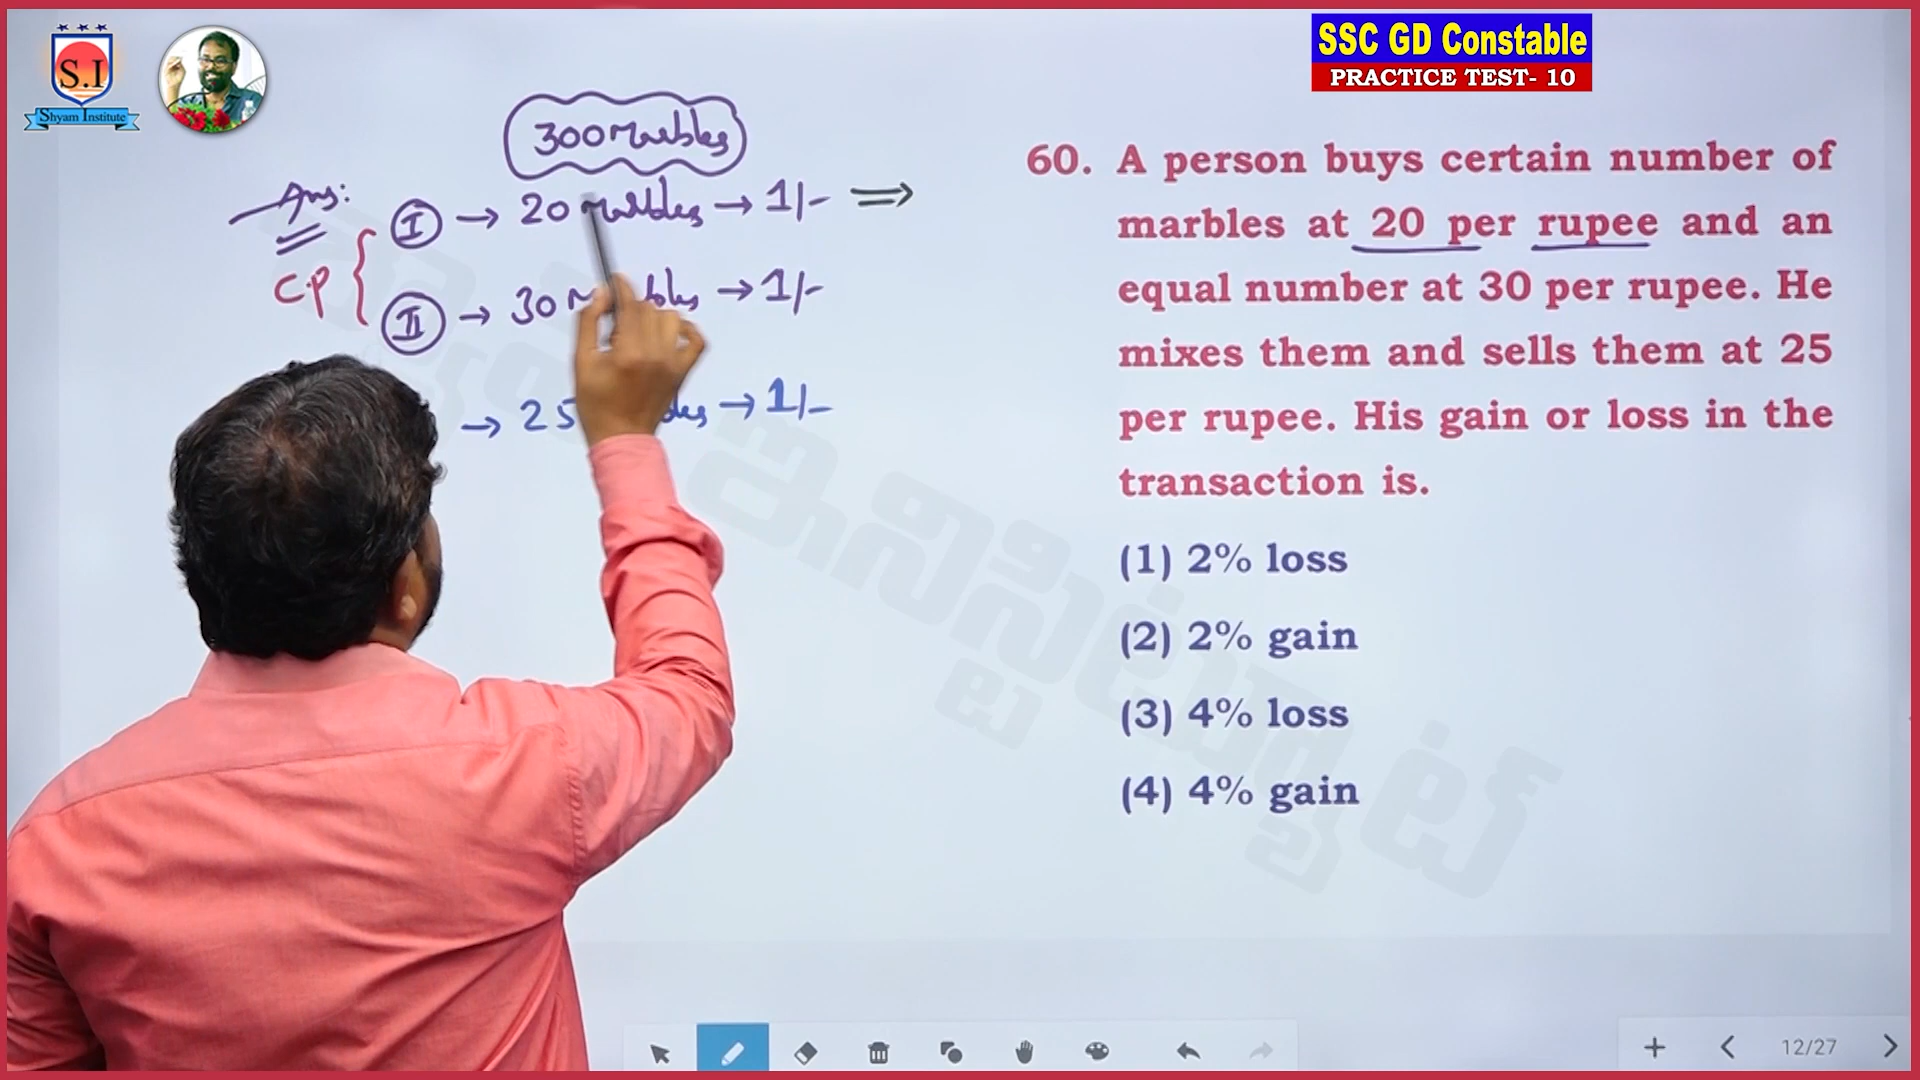 S.I
Shyam Institute
SSC GD Constable
PRACTICE TEST- 10
300 Marbles
Ans:
CP
I → 20 Marbles → 1/- ⇒
II → 30 M bles → 1/-
→ 25 bles → 1/-
60. A person buys certain number of
marbles at 20 per rupee and an
equal number at 30 per rupee. He
mixes them and sells them at 25
per rupee. His gain or loss in the
transaction is.
(1) 2% loss
(2) 2% gain
(3) 4% loss
(4) 4% gain
12/27